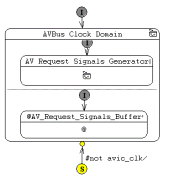 I
AVBus Clock Domain
I
AV Request Signals Generator
I
@AV_Request_Signals_Buffer
@
#not avic_clk/
S